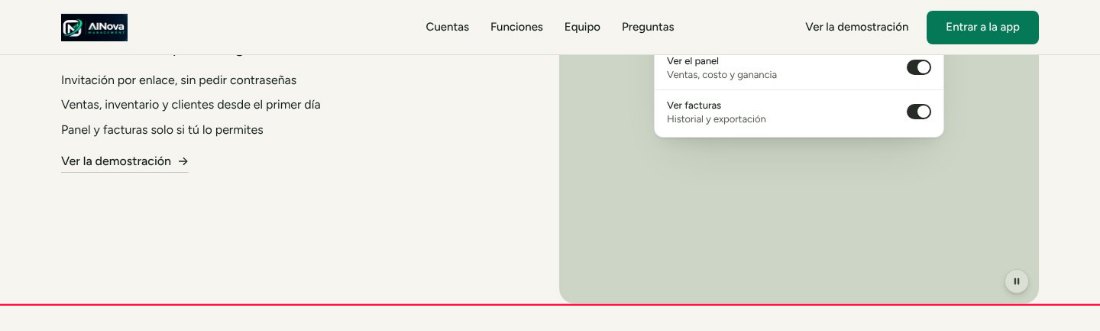 AINova
MANAGEMENT
Cuentas
Funciones
Equipo
Preguntas
Ver la demostración
Entrar a la app
Invitación por enlace, sin pedir contraseñas
Ventas, inventario y clientes desde el primer día
Panel y facturas solo si tú lo permites
Ver la demostración →
Ver el panel
Ventas, costo y ganancia
Ver facturas
Historial y exportación